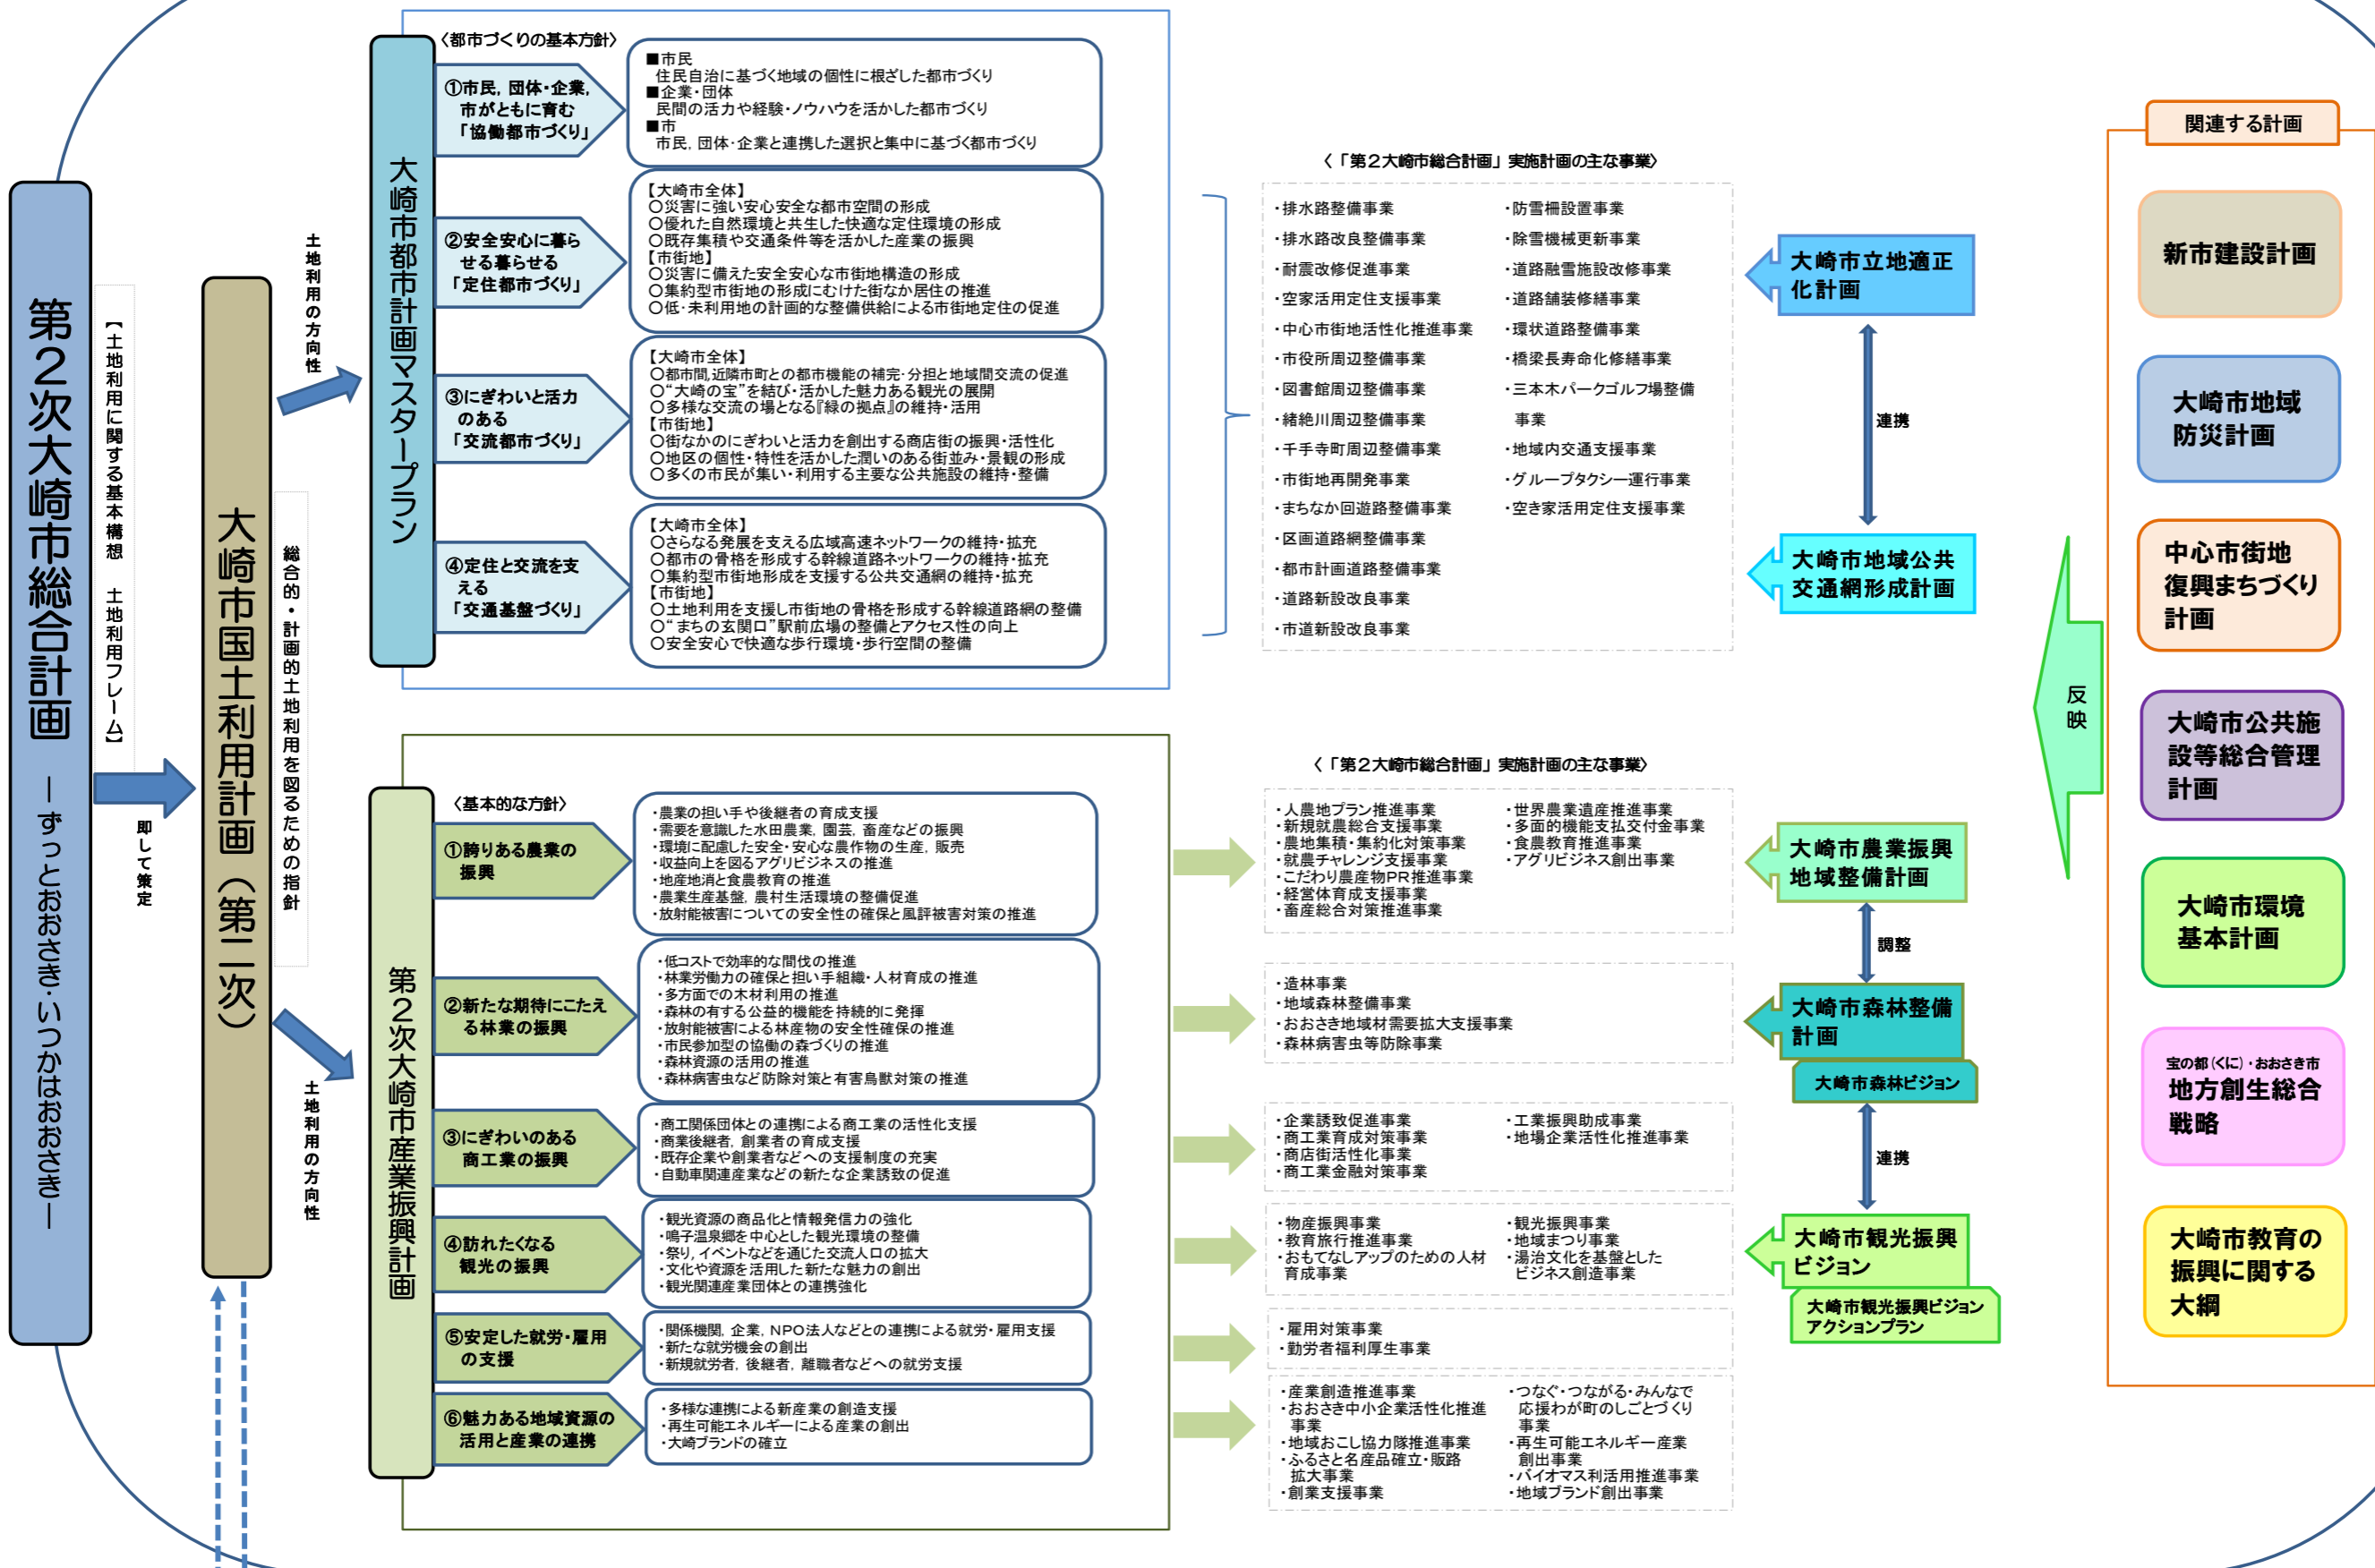 第2次大崎市総合計画 ―ずっとおおさき・いつかはおおさき―
【土地利用に関する基本構想 土地利用フレーム】
即して策定
大崎市国土利用計画（第二次）
総合的・計画的土地利用を図るための指針
土地利用の方向性
土地利用の方向性
大崎市都市計画マスタープラン
〈都市づくりの基本方針〉
①市民，団体・企業，
市がともに育む
「協働都市づくり」
■市民
住民自治に基づく地域の個性に根ざした都市づくり
■企業・団体
民間の活力や経験・ノウハウを活かした都市づくり
■市
市民，団体・企業と連携した選択と集中に基づく都市づくり
②安全安心に暮ら
せる暮らせる
「定住都市づくり」
【大崎市全体】
○災害に強い安心安全な都市空間の形成
○優れた自然環境と共生した快適な定住環境の形成
○既存集積や交通条件等を活かした産業の振興
【市街地】
○災害に備えた安全安心な市街地構造の形成
○集約型市街地の形成にむけた街なか居住の推進
○低・未利用地の計画的な整備供給による市街地定住の促進
③にぎわいと活力
のある
「交流都市づくり」
【大崎市全体】
○都市間,近隣市町との都市機能の補完・分担と地域間交流の促進
○“大崎の宝”を結び・活かした魅力ある観光の展開
○多様な交流の場となる『緑の拠点』の維持・活用
【市街地】
○街なかのにぎわいと活力を創出する商店街の振興・活性化
○地区の個性・特性を活かした潤いのある街並み・景観の形成
○多くの市民が集い・利用する主要な公共施設の維持・整備
④定住と交流を支
える
「交通基盤づくり」
【大崎市全体】
○さらなる発展を支える広域高速ネットワークの維持・拡充
○都市の骨格を形成する幹線道路ネットワークの維持・拡充
○集約型市街地形成を支援する公共交通網の維持・拡充
【市街地】
○土地利用を支援し市街地の骨格を形成する幹線道路網の整備
○“まちの玄関口”駅前広場の整備とアクセス性の向上
○安全安心で快適な歩行環境・歩行空間の整備
〈「第2大崎市総合計画」実施計画の主な事業〉
・排水路整備事業
・排水路改良整備事業
・耐震改修促進事業
・空家活用定住支援事業
・中心市街地活性化推進事業
・市役所周辺整備事業
・図書館周辺整備事業
・緒絶川周辺整備事業
・千手寺町周辺整備事業
・市街地再開発事業
・まちなか回遊路整備事業
・区画道路網整備事業
・都市計画道路整備事業
・道路新設改良事業
・市道新設改良事業
・防雪柵設置事業
・除雪機械更新事業
・道路融雪施設改修事業
・道路舗装修繕事業
・環状道路整備事業
・橋梁長寿命化修繕事業
・三本木パークゴルフ場整備
事業
・地域内交通支援事業
・グループタクシー運行事業
・空き家活用定住支援事業
大崎市立地適正
化計画
連携
大崎市地域公共
交通網形成計画
第2次大崎市産業振興計画
〈基本的な方針〉
①誇りある農業の
振興
・農業の担い手や後継者の育成支援
・需要を意識した水田農業，園芸，畜産などの振興
・環境に配慮した安全・安心な農作物の生産，販売
・収益向上を図るアグリビジネスの推進
・地産地消と食農教育の推進
・農業生産基盤，農村生活環境の整備促進
・放射能被害についての安全性の確保と風評被害対策の推進
②新たな期待にこたえ
る林業の振興
・低コストで効率的な間伐の推進
・林業労働力の確保と担い手組織・人材育成の推進
・多方面での木材利用の推進
・森林の有する公益的機能を持続的に発揮
・放射能被害による林産物の安全性確保の推進
・市民参加型の協働の森づくりの推進
・森林資源の活用の推進
・森林病害虫など防除対策と有害鳥獣対策の推進
③にぎわいのある
商工業の振興
・商工関係団体との連携による商工業の活性化支援
・商業後継者，創業者の育成支援
・既存企業や創業者などへの支援制度の充実
・自動車関連産業などの新たな企業誘致の促進
④訪れたくなる
観光の振興
・観光資源の商品化と情報発信力の強化
・鳴子温泉郷を中心とした観光環境の整備
・祭り，イベントなどを通じた交流人口の拡大
・文化や資源を活用した新たな魅力の創出
・観光関連産業団体との連携強化
⑤安定した就労・雇用
の支援
・関係機関，企業，NPO法人などとの連携による就労・雇用支援
・新たな就労機会の創出
・新規就労者，後継者，離職者などへの就労支援
⑥魅力ある地域資源の
活用と産業の連携
・多様な連携による新産業の創造支援
・再生可能エネルギーによる産業の創出
・大崎ブランドの確立
〈「第2大崎市総合計画」実施計画の主な事業〉
・人農地プラン推進事業
・新規就農総合支援事業
・農地集積・集約化対策事業
・就農チャレンジ支援事業
・こだわり農産物PR推進事業
・経営体育成支援事業
・畜産総合対策推進事業
・世界農業遺産推進事業
・多面的機能支払交付金事業
・食農教育推進事業
・アグリビジネス創出事業
・造林事業
・地域森林整備事業
・おおさき地域材需要拡大支援事業
・森林病害虫等防除事業
・企業誘致促進事業
・商工業育成対策事業
・商店街活性化事業
・商工業金融対策事業
・工業振興助成事業
・地場企業活性化推進事業
・物産振興事業
・教育旅行推進事業
・おもてなしアップのための人材
育成事業
・観光振興事業
・地域まつり事業
・湯治文化を基盤とした
ビジネス創造事業
・雇用対策事業
・勤労者福利厚生事業
・産業創造推進事業
・おおさき中小企業活性化推進
事業
・地域おこし協力隊推進事業
・ふるさと名産品確立・販路
拡大事業
・創業支援事業
・つなぐ・つながる・みんなで
応援わが町のしごとづくり
事業
・再生可能エネルギー産業
創出事業
・バイオマス利活用推進事業
・地域ブランド創出事業
大崎市農業振興
地域整備計画
調整
大崎市森林整備
計画
大崎市森林ビジョン
連携
大崎市観光振興
ビジョン
大崎市観光振興ビジョン
アクションプラン
反映
関連する計画
新市建設計画
大崎市地域
防災計画
中心市街地
復興まちづくり
計画
大崎市公共施
設等総合管理
計画
大崎市環境
基本計画
宝の都(くに)・おおさき市
地方創生総合
戦略
大崎市教育の
振興に関する
大綱